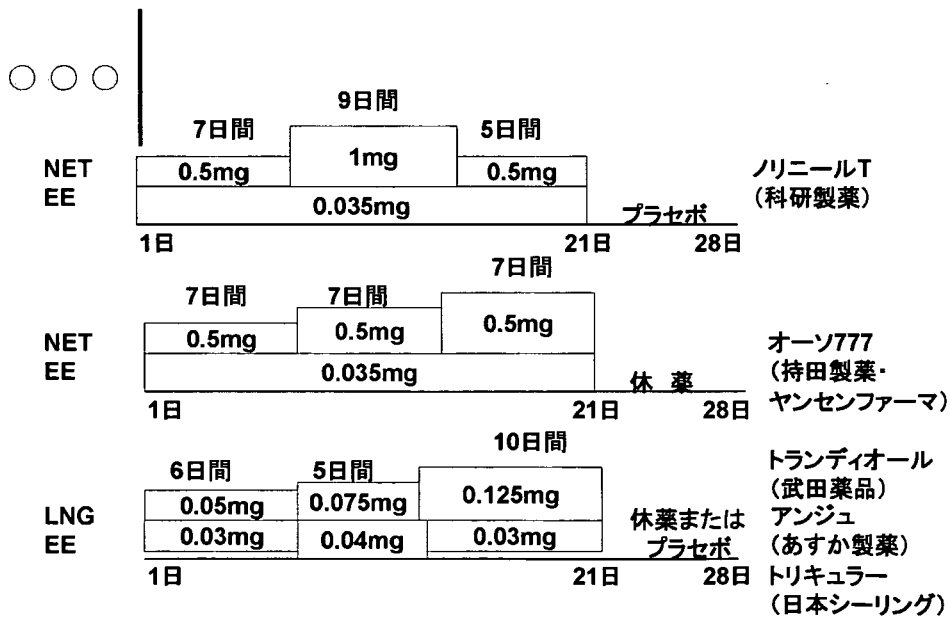 ○○○
9日間
7日間
5日間
NET
0.5mg
1mg
0.5mg
ノリニールT
EE
0.035mg
(科研製薬)
プラセボ
1日
21日
28日
7日間
7日間
7日間
NET
0.5mg
0.5mg
0.5mg
オーソ777
EE
0.035mg
(持田製薬・
休 薬
ヤンセンファーマ)
1日
21日
28日
10日間
6日間
5日間
トランディオール
0.05mg
0.075mg
0.125mg
(武田薬品)
LNG
休薬または
アンジュ
EE
0.03mg
0.04mg
0.03mg
プラセボ
(あすか製薬)
1日
21日
28日
トリキュラー
(日本シーリング)